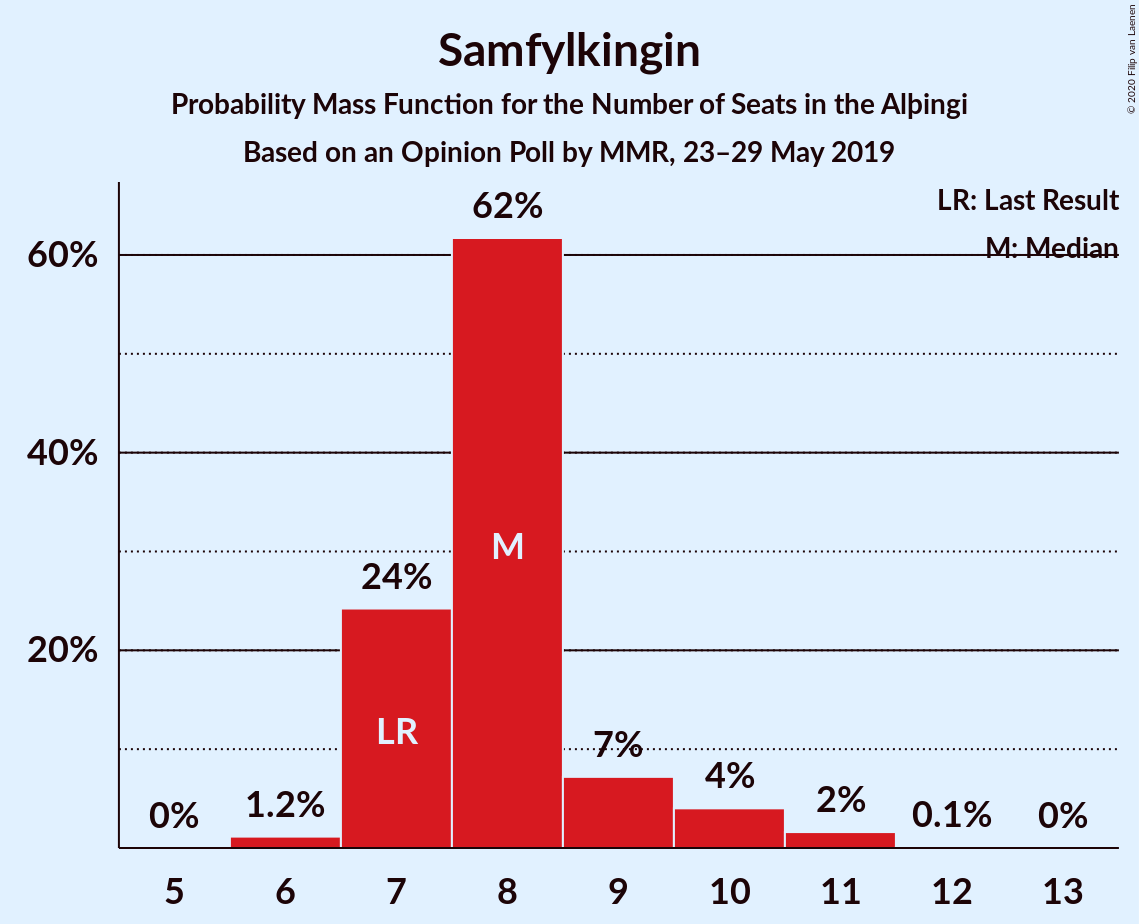 Samfylkingin
Probability Mass Function for the Number of Seats in the Alþingi
Based on an Opinion Poll by MMR, 23–29 May 2019
© 2020 Filip van Laenen
LR: Last Result
M: Median
60%
40%
20%
0%
1.2%
24%
62%
7%
4%
2%
0.1%
0%
LR
M
5 6 7 8 9 10 11 12 13